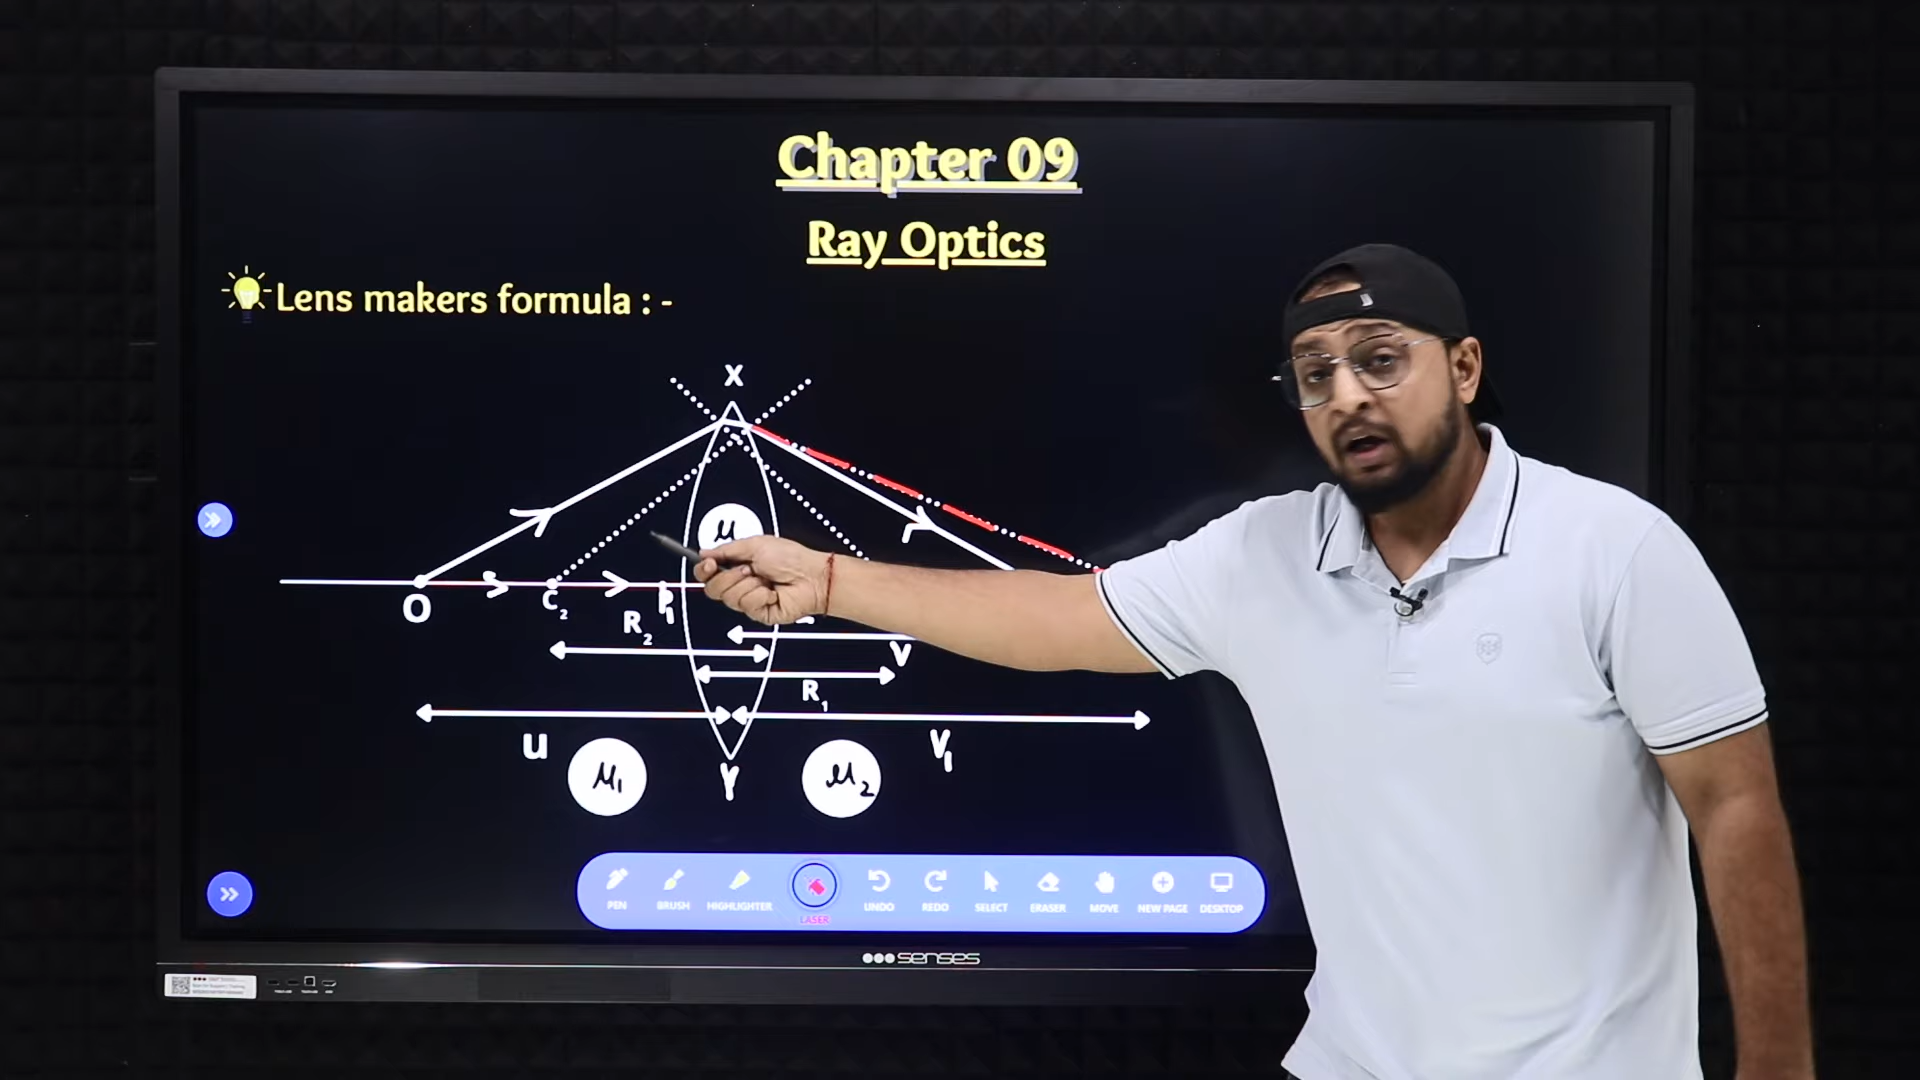 Chapter 09
Ray Optics
Lens makers formula : -
X
μ
O
C₂
P₁
R₂
V
R₁
u
V₁
μ₁
Y
μ₂
PEN BRUSH HIGHLIGHTER LASER UNDO REDO SELECT ERASER MOVE NEW PAGE DESKTOP
senses